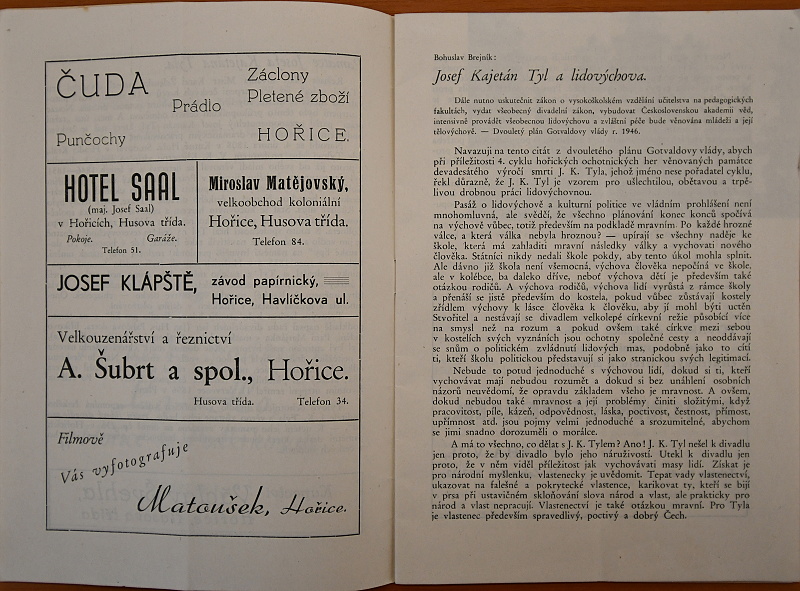 ČUDA
Záclony
Pletené zboží
Prádlo
Punčochy
HOŘICE.
HOTEL SAAL
(maj. Josef Saal)
v Hořicích, Husova třída.
Pokoje. Garáže.
Telefon 51.
Miroslav Matějovský,
velkoobchod koloniální
Hořice, Husova třída.
Telefon 84.
JOSEF KLÁPŠTĚ, závod papírnický,
Hořice, Havlíčkova ul.
Velkouzenářství a řeznictví
A. Šubrt a spol., Hořice.
Husova třída. Telefon 34.
Filmově
Vás vyfotografuje
Matoušek, Hořice.
Bohuslav Brejník:
Josef Kajetán Tyl a lidovýchova.
Dále nutno uskutečnit zákon o vysokoškolském vzdělání učitelstva na pedagogických
fakultách, vydat všeobecný divadelní zákon, vybudovat Československou akademii věd,
intensivně provádět všeobecnou lidovýchovu a zvláštní péče bude věnována mládeži a její
tělovýchově. — Dvouletý plán Gotvaldovy vlády r. 1946.
Navazuji na tento citát z dvouletého plánu Gotvaldovy vlády, abych
při příležitosti 4. cyklu hořických ochotnických her věnovaných památce
devadesátého výročí smrti J. K. Tyla, jehož jméno nese pořadatel cyklu,
řekl důrazně, že J. K. Tyl je vzorem pro ušlechtilou, obětavou a trpě-
livou drobnou práci lidovýchovnou.
Pasáž o lidovýchově a kulturní politice ve vládním prohlášení není
mnohomluvná, ale svědčí, že všechno plánování konec konců spočívá
na výchově vůbec, totiž především na podkladě mravním. Po každé hrozné
válce, a která válka nebyla hroznou? — upírají se všechny naděje ke
škole, která má zahladiti mravní následky války a vychovati nového
člověka. Státníci nikdy nedali škole pokdy, aby tento úkol mohla splnit.
Ale dávno již škola není všemocná, výchova člověka nepočíná ve škole,
ale v kolébce, ba daleko dříve, neboť výchova dětí je především také
otázkou rodičů. A výchova rodičů, výchova lidí vyrůstá z rámce školy
a přenáší se jistě především do kostela, pokud vůbec zůstávají kostely
zřídlem výchovy k lásce člověka k člověku, aby jí mohl býti uctěn
Stvořitel a nestávají se divadlem velkolepé církevní režie působící více
na smysl než na rozum a pokud ovšem také církve mezi sebou
v kostelích svých vyznáních jsou ochotny společné cesty a neoddávají
se snům o politickém zvládnutí lidových mas, podobně jako to cítí
ti, kteří školu politickou představují si jako stranickou svých legitimací.
Nebude to potud jednoduché s výchovou lidí, dokud si ti, kteří
vychovávat mají nebudou rozumět a dokud si bez unáhlení osobních
názorů neuvědomí, že opravdu základem všeho je mravnost. A ovšem,
dokud nebudou také mravnost a její problémy činiti složitými, když
pracovitost, píle, kázeň, odpovědnost, láska, poctivost, čestnost, přímost,
upřímnost atd. jsou pojmy velmi jednoduché a srozumitelné, abychom
se jimi snadno dorozuměli o morálce.
A má to všechno, co dělat s J. K. Tylem? Ano! J. K. Tyl nešel k divadlu
jen proto, že by divadlo bylo jeho náruživostí. Utekl k divadlu jen
proto, že v něm viděl příležitost jak vychovávati masy lidí. Získat je
pro národní myšlenku, vlastenecky je uvědomit. Tepat vady vlastenectví,
ukazovat na falešné a pokrytecké vlastence, karikovat ty, kteří se bijí
v prsa při ustavičném skloňování slova národ a vlast, ale prakticky pro
národ a vlast nepracují. Vlastenectví je také otázkou mravní. Pro Tyla
je vlastenec především spravedlivý, poctivý a dobrý Čech.